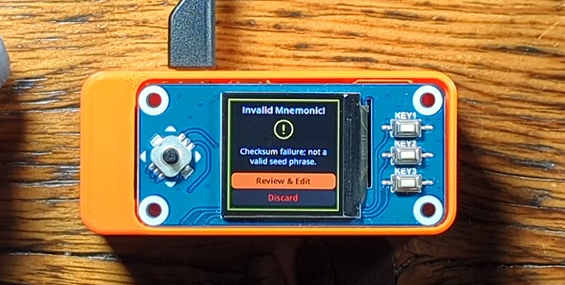 Invalid Mnemonic!
Checksum failure; not a
valid seed phrase.
Review & Edit
Discard
KEY1
KEY2
KEY3